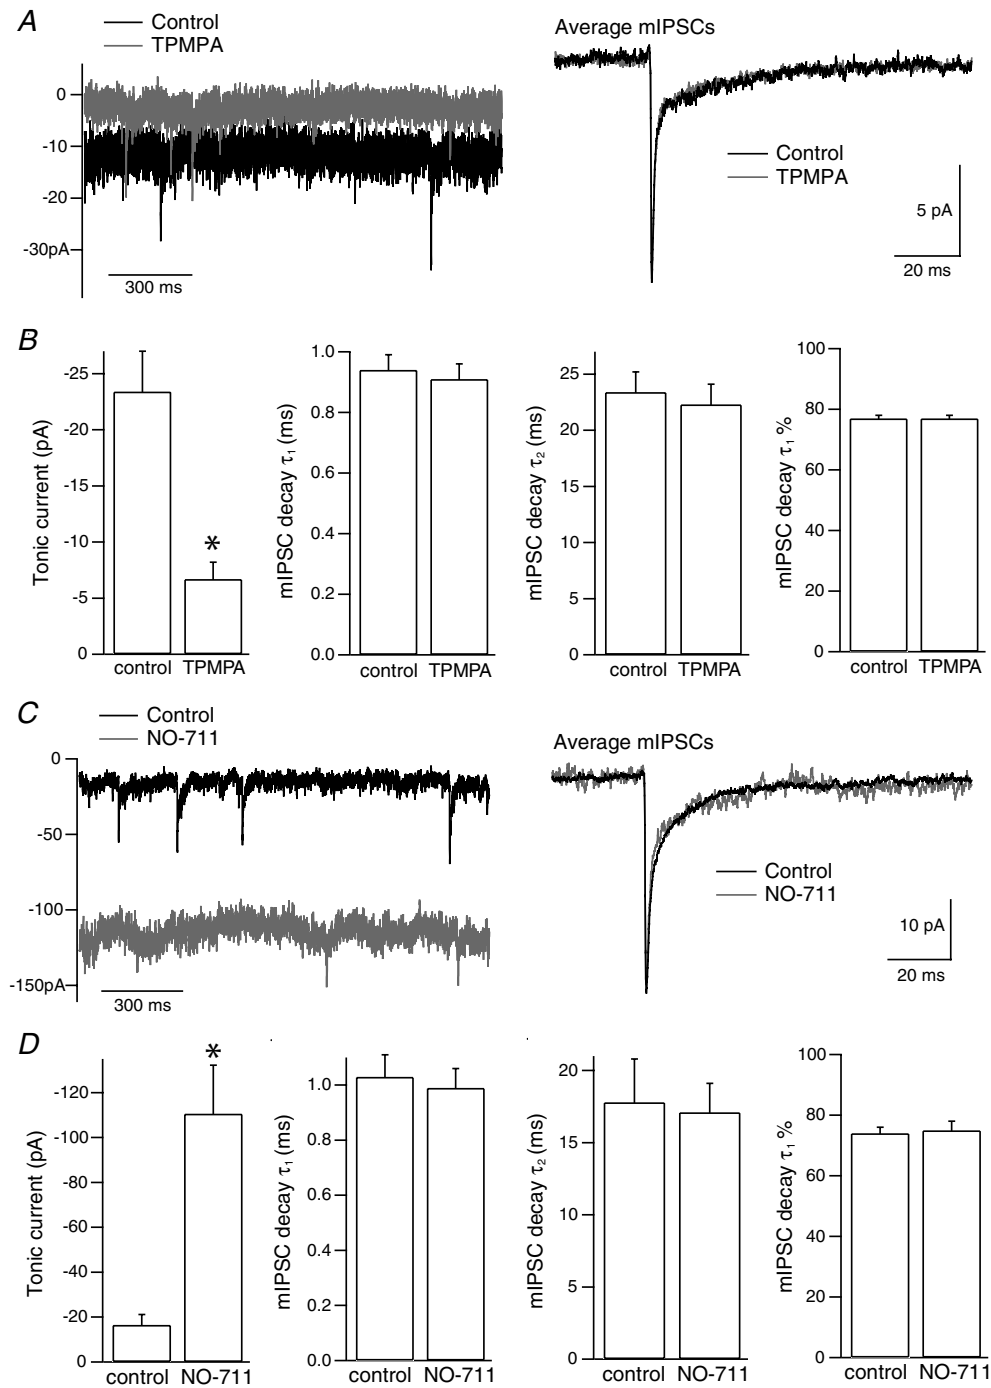 A
Control
TPMPA
0
-10
-20
-30pA
300 ms
Average mIPSCs
Control
TPMPA
5 pA
20 ms
B
Tonic current (pA)
-25
-20
-15
-10
-5
0
*
control TPMPA
mIPSC decay τ1 (ms)
1.0
0.8
0.6
0.4
0.2
0.0
control TPMPA
mIPSC decay τ2 (ms)
25
20
15
10
5
0
control TPMPA
mIPSC decay τ1 %
100
80
60
40
20
0
control TPMPA
C
Control
NO-711
0
-50
-100
-150pA
300 ms
Average mIPSCs
Control
NO-711
10 pA
20 ms
D
Tonic current (pA)
-120
-100
-80
-60
-40
-20
0
*
control NO-711
mIPSC decay τ1 (ms)
1.0
0.8
0.6
0.4
0.2
0.0
control NO-711
mIPSC decay τ2 (ms)
20
15
10
5
0
control NO-711
mIPSC decay τ1 %
100
80
60
40
20
0
control NO-711